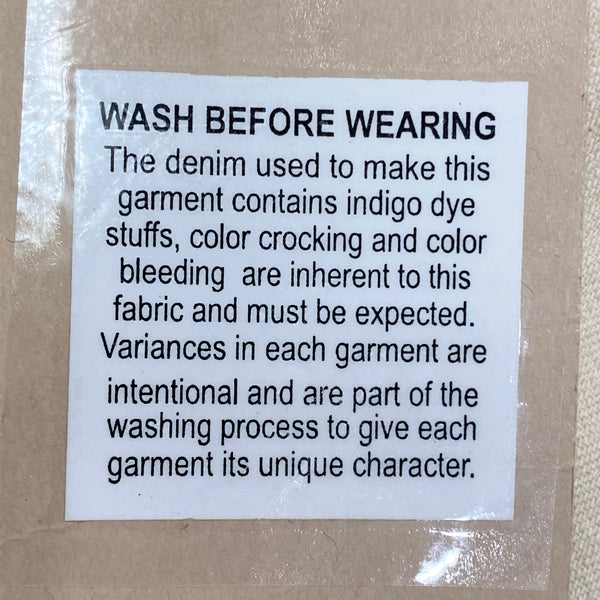 WASH BEFORE WEARING
The denim used to make this
garment contains indigo dye
stuffs, color crocking and color
bleeding are inherent to this
fabric and must be expected.
Variances in each garment are
intentional and are part of the
washing process to give each
garment its unique character.